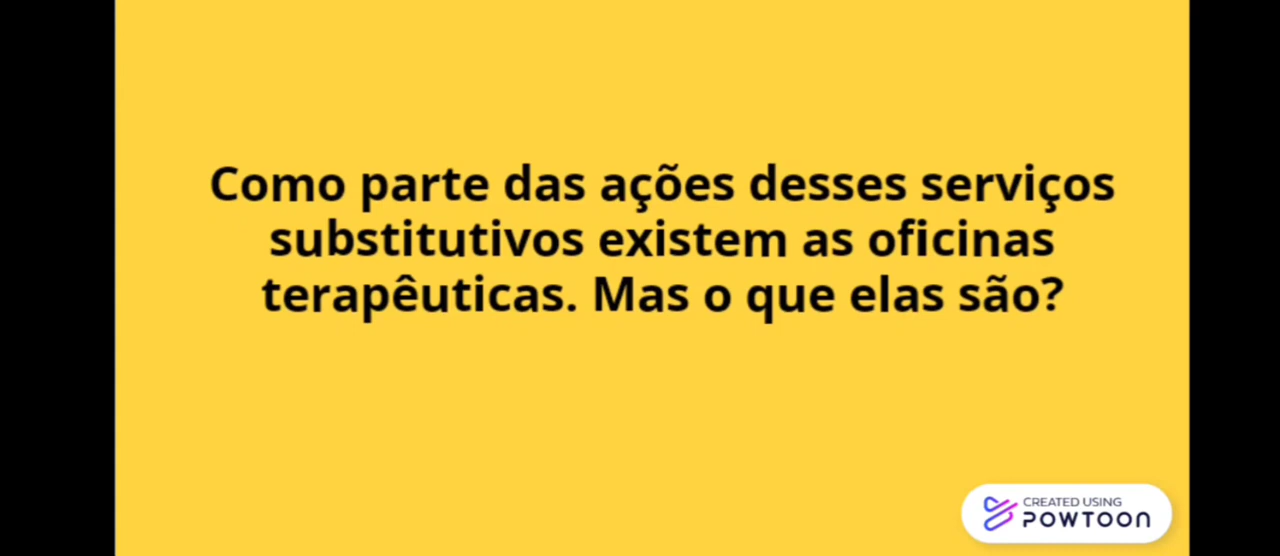 Como parte das ações desses serviços
substitutivos existem as oficinas
terapêuticas. Mas o que elas são?
CREATED USING
POWTOON